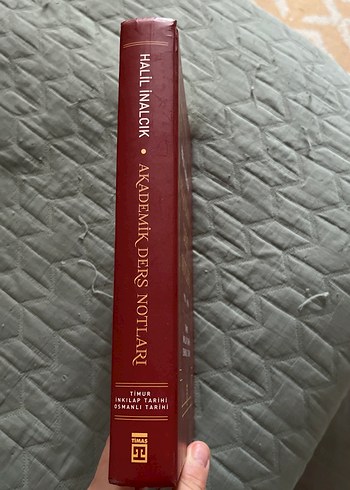 HALİL İNALCIK • AKADEMİK DERS NOTLARI
TİMUR
İNKILAP TARİHİ
OSMANLI TARİHİ
TİMAŞ